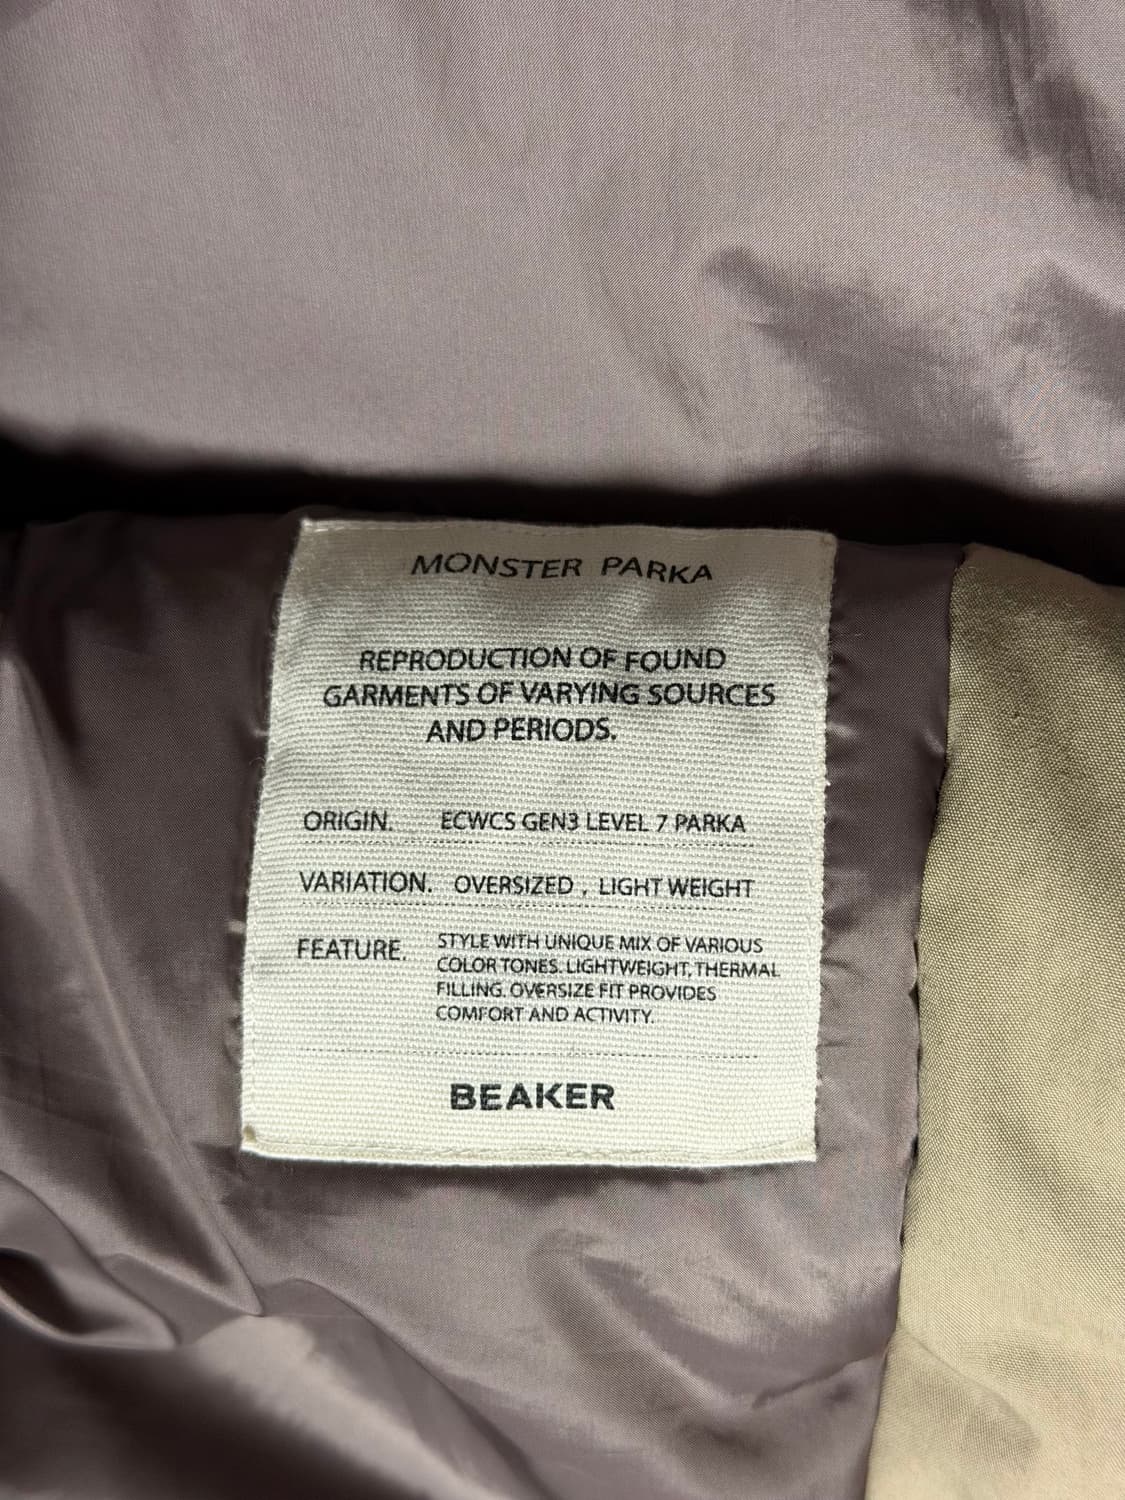 MONSTER PARKA
REPRODUCTION OF FOUND
GARMENTS OF VARYING SOURCES
AND PERIODS.
ORIGIN. ECWCS GEN3 LEVEL 7 PARKA
VARIATION. OVERSIZED , LIGHT WEIGHT
FEATURE. STYLE WITH UNIQUE MIX OF VARIOUS
COLOR TONES. LIGHTWEIGHT, THERMAL
FILLING. OVERSIZE FIT PROVIDES
COMFORT AND ACTIVITY.
BEAKER